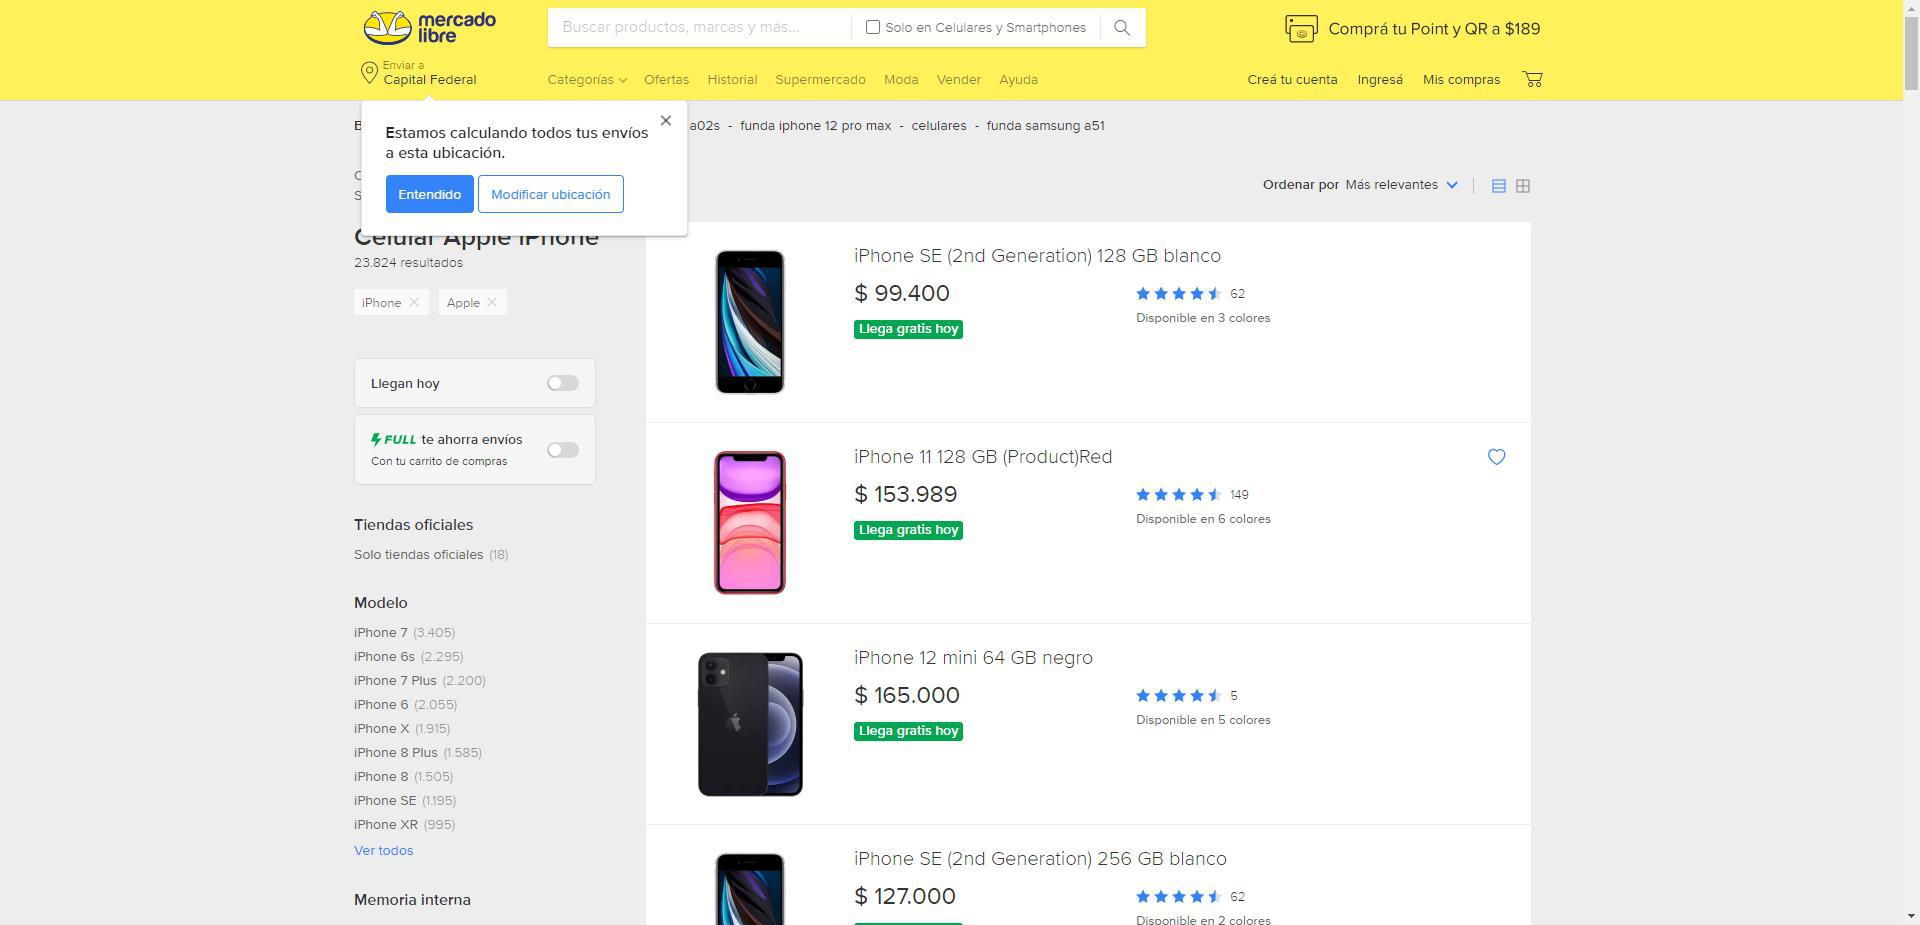 mercado
libre
Buscar productos, marcas y más...
Solo en Celulares y Smartphones
Comprá tu Point y QR a $189
Enviar a
Capital Federal
Categorías
Ofertas
Historial
Supermercado
Moda
Vender
Ayuda
Creá tu cuenta
Ingresá
Mis compras
Estamos calculando todos tus envíos
a esta ubicación.
Entendido
Modificar ubicación
a02s - funda iphone 12 pro max - celulares - funda samsung a51
Ordenar por Más relevantes
Celular Apple iPhone
23.824 resultados
iPhone
Apple
Llegan hoy
FULL te ahorra envíos
Con tu carrito de compras
Tiendas oficiales
Solo tiendas oficiales (18)
Modelo
iPhone 7 (3.405)
iPhone 6s (2.295)
iPhone 7 Plus (2.200)
iPhone 6 (2.055)
iPhone X (1.915)
iPhone 8 Plus (1.585)
iPhone 8 (1.505)
iPhone SE (1.195)
iPhone XR (995)
Ver todos
Memoria interna
iPhone SE (2nd Generation) 128 GB blanco
$ 99.400
62
Llega gratis hoy
Disponible en 3 colores
iPhone 11 128 GB (Product)Red
$ 153.989
149
Llega gratis hoy
Disponible en 6 colores
iPhone 12 mini 64 GB negro
$ 165.000
5
Llega gratis hoy
Disponible en 5 colores
iPhone SE (2nd Generation) 256 GB blanco
$ 127.000
62
Disponible en 2 colores